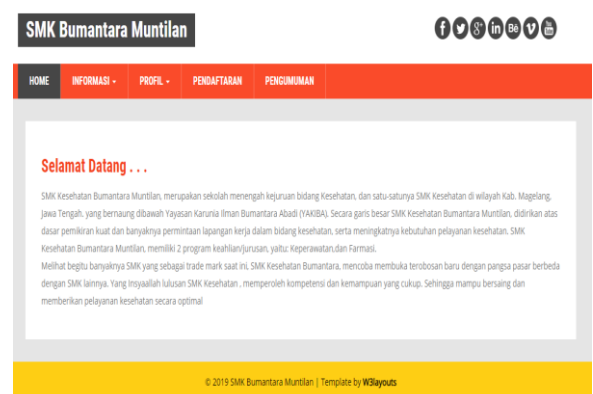 SMK Bumantara Muntilan
HOME INFORMASI PROFIL PENDAFTARAN PENGUMUMAN
Selamat Datang . . .
SMK Kesehatan Bumantara Muntilan, merupakan sekolah menengah kejuruan bidang Kesehatan, dan satu-satunya SMK Kesehatan di wilayah Kab. Magelang,
Jawa Tengah. yang bernaung dibawah Yayasan Karunia Ilman Bumantara Abadi (YAKIBA). Secara garis besar SMK Kesehatan Bumantara Muntilan, didirikan atas
dasar pemikiran kuat dan banyaknya permintaan lapangan kerja dalam bidang kesehatan, serta meningkatnya kebutuhan pelayanan kesehatan. SMK
Kesehatan Bumantara Muntilan, memiliki 2 program keahlian/jurusan, yaitu: Keperawatan,dan Farmasi.
Melihat begitu banyaknya SMK yang sebagai trade mark saat ini, SMK Kesehatan Bumantara, mencoba membuka terobosan baru dengan pangsa pasar berbeda
dengan SMK lainnya. Yang Insyaallah lulusan SMK Kesehatan , memperoleh kompetensi dan kemampuan yang cukup. Sehingga mampu bersaing dan
memberikan pelayanan kesehatan secara optimal
© 2019 SMK Bumantara Muntilan | Template by W3layouts